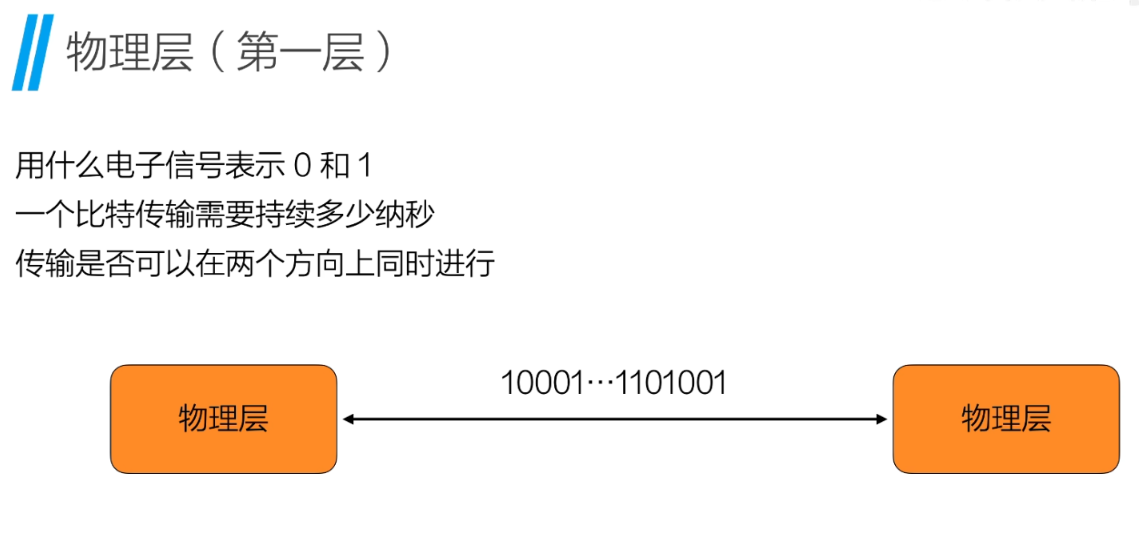 物理层（第一层）
用什么电子信号表示 0 和 1
一个比特传输需要持续多少纳秒
传输是否可以在两个方向上同时进行
10001···1101001
物理层
物理层